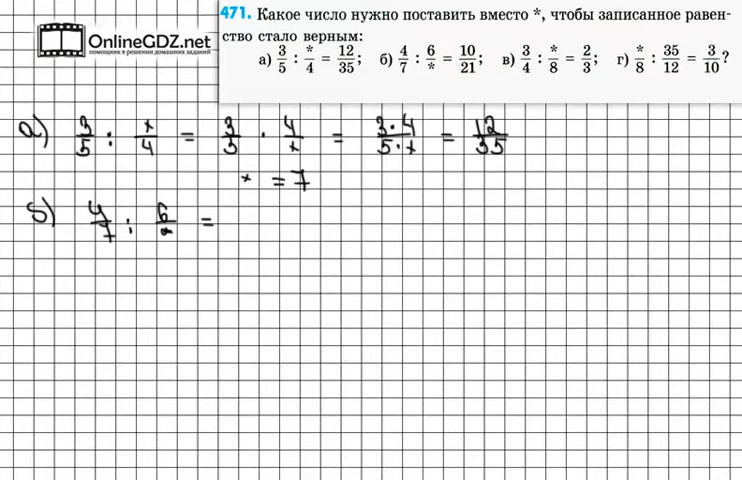 OnlineGDZ.net
помощник в решении домашних заданий
471. Какое число нужно поставить вместо *, чтобы записанное равен-
ство стало верным:
а) 3/5 : */4 = 12/35; б) 4/7 : 6/* = 10/21; в) 3/4 : */8 = 2/3; г) */8 : 35/12 = 3/10?
а) 3/5 : *​/4 = 3/5 · 4/* = 3·4/5·* = 12/35
* = 7
б) 4/7 : 6/* =